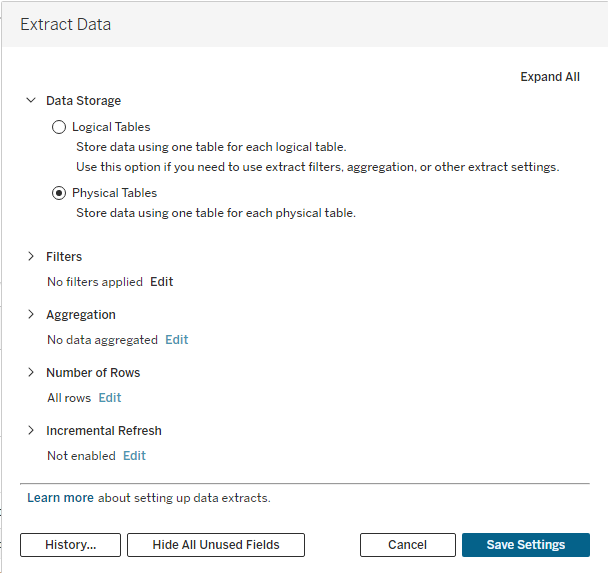 Extract Data
Expand All
Data Storage
Logical Tables
Store data using one table for each logical table.
Use this option if you need to use extract filters, aggregation, or other extract settings.
Physical Tables
Store data using one table for each physical table.
Filters
No filters applied Edit
Aggregation
No data aggregated Edit
Number of Rows
All rows Edit
Incremental Refresh
Not enabled Edit
Learn more about setting up data extracts.
History... Hide All Unused Fields Cancel Save Settings